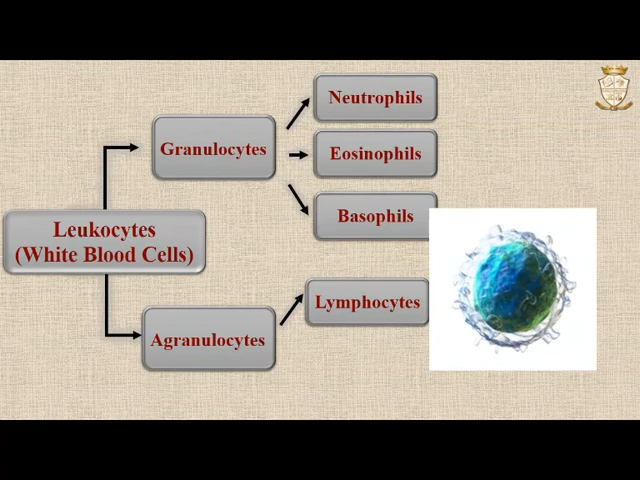 Neutrophils
Granulocytes
Eosinophils
Basophils
Leukocytes
(White Blood Cells)
Lymphocytes
Agranulocytes